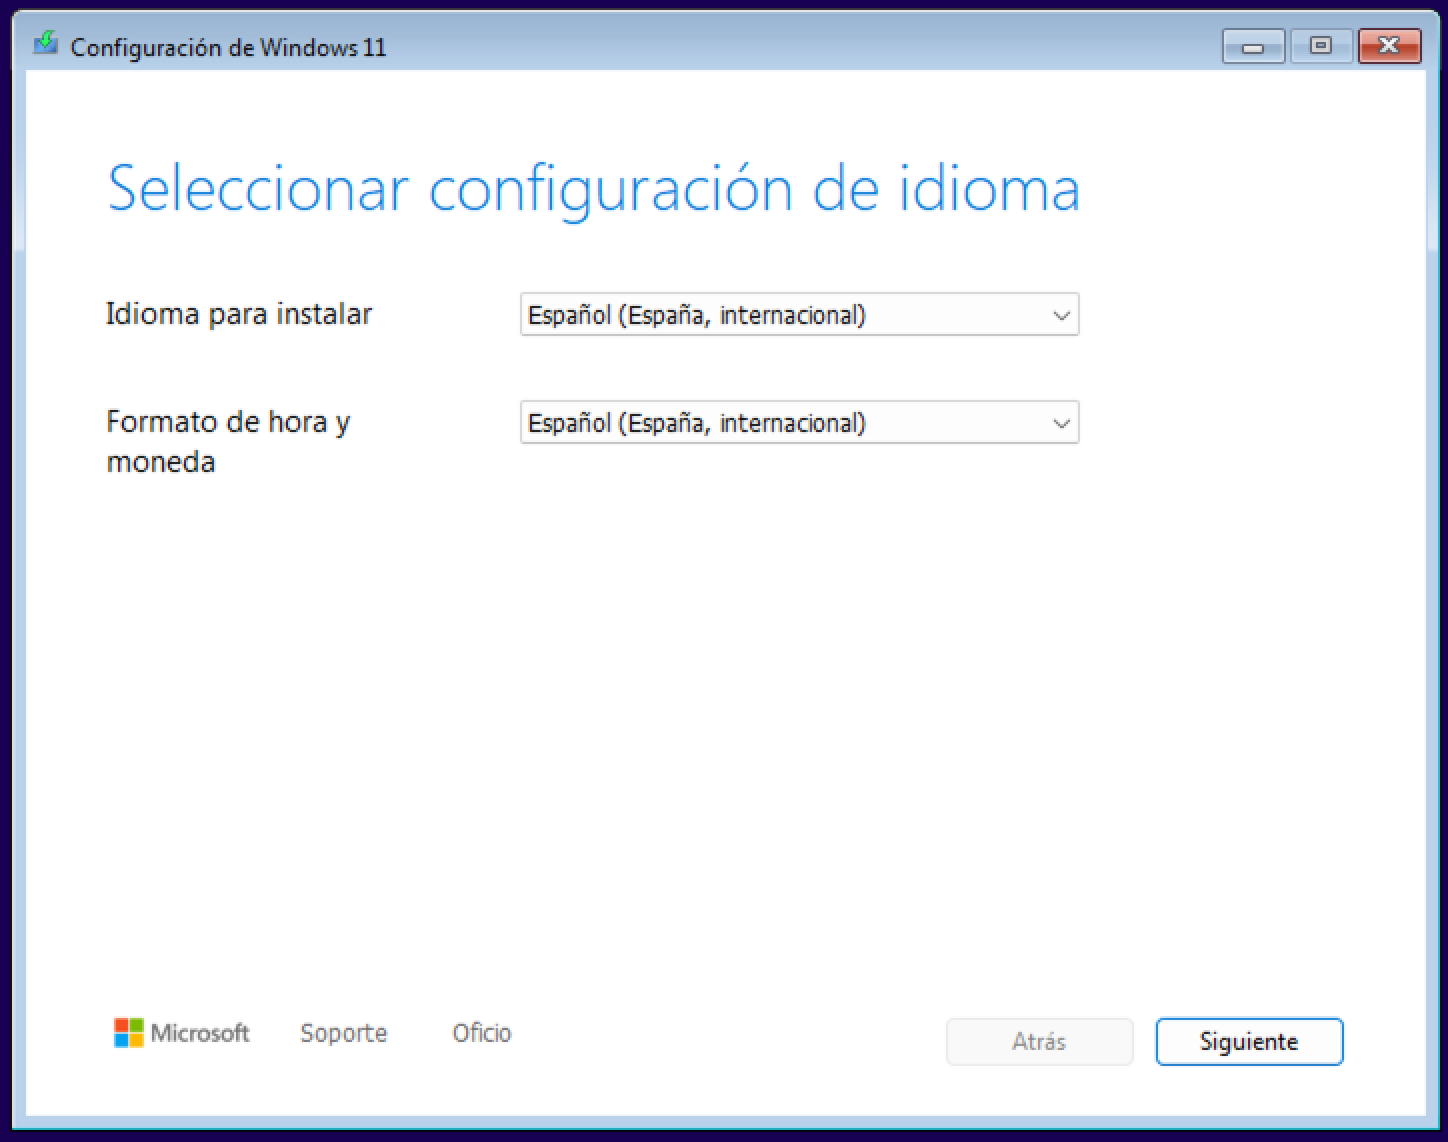 Configuración de Windows 11
Seleccionar configuración de idioma
Idioma para instalar
Español (España, internacional)
Formato de hora y
moneda
Español (España, internacional)
Microsoft
Soporte
Oficio
Atrás
Siguiente